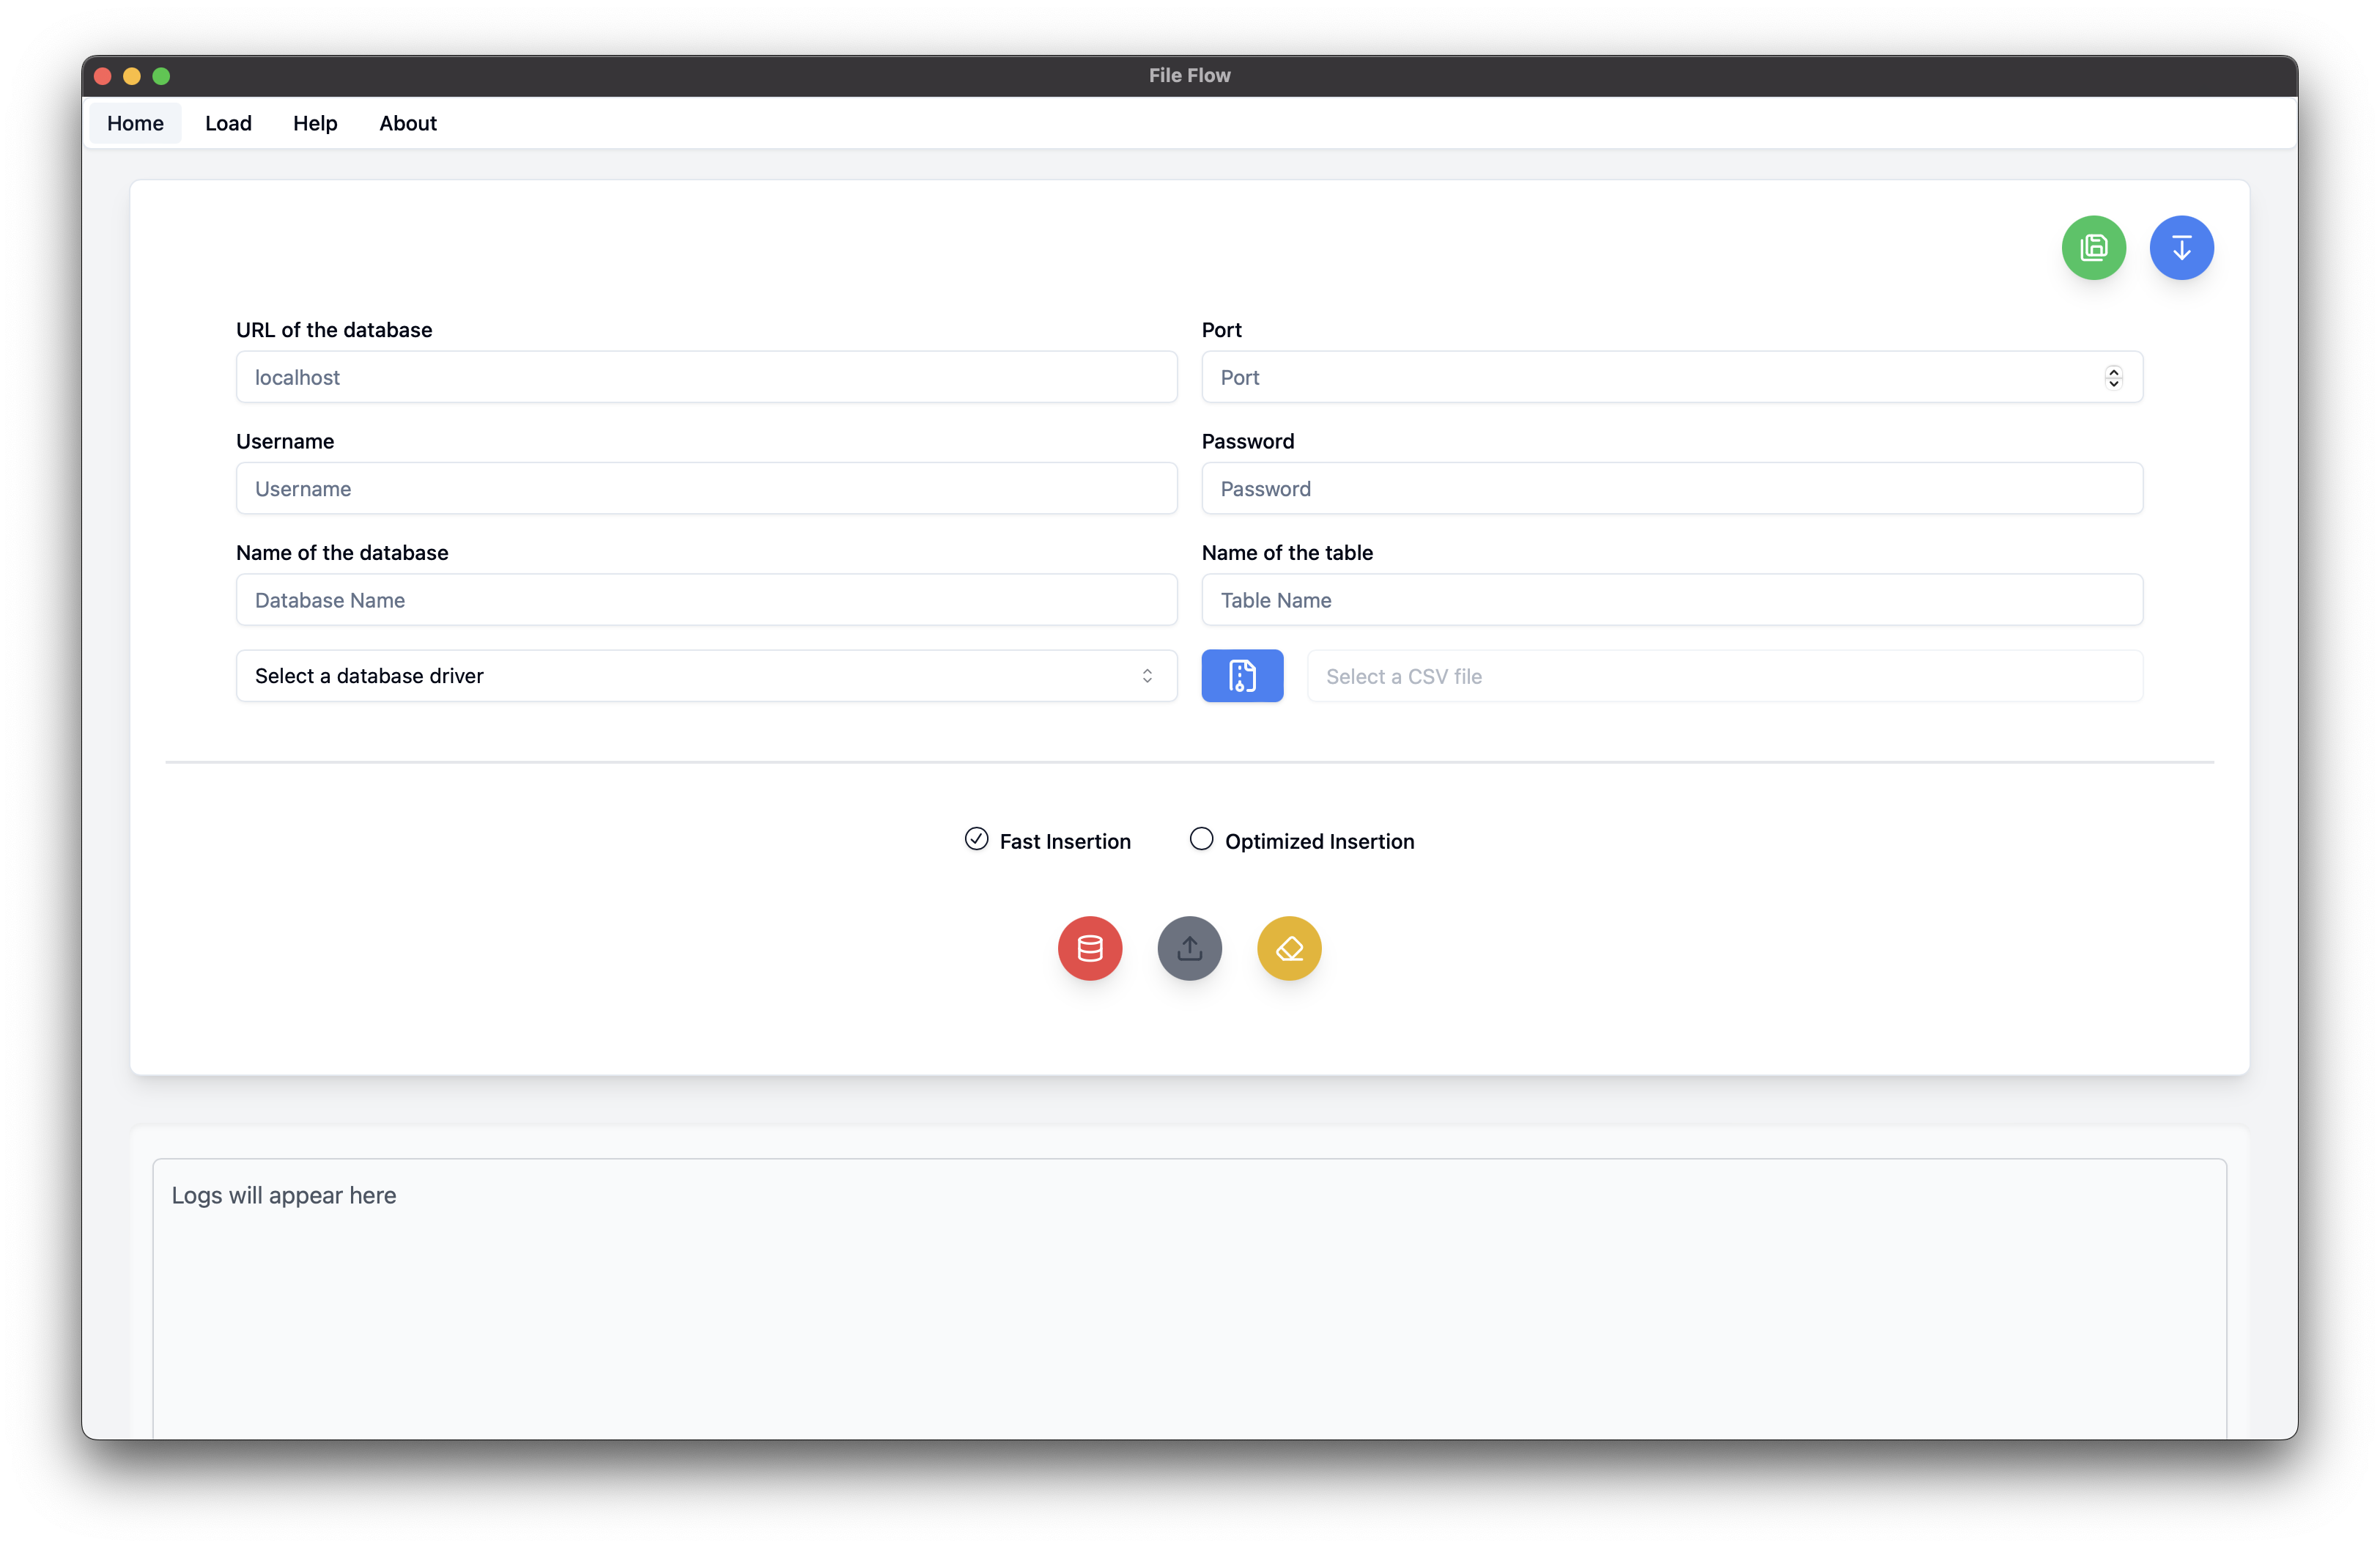 File Flow
Home Load Help About
URL of the database Port
localhost Port
Username Password
Username Password
Name of the database Name of the table
Database Name Table Name
Select a database driver Select a CSV file
Fast Insertion Optimized Insertion
Logs will appear here